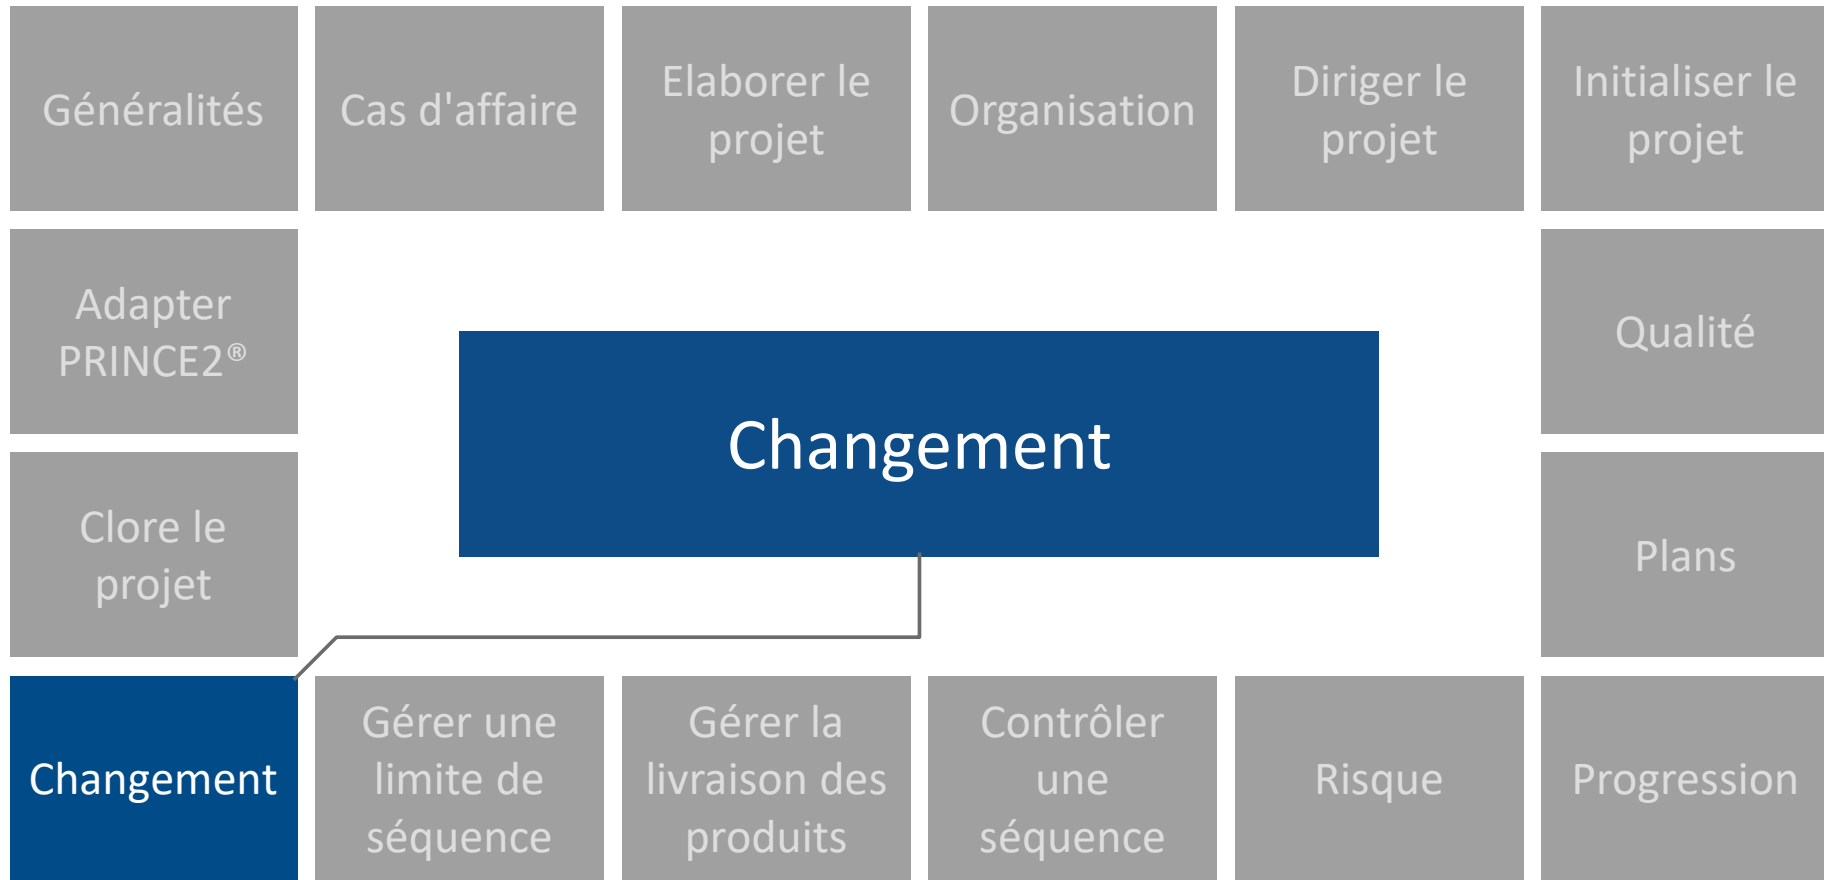 Généralités
Cas d'affaire
Elaborer le
projet
Organisation
Diriger le
projet
Initialiser le
projet
Adapter
PRINCE2®
Qualité
Changement
Clore le
projet
Plans
Changement
Gérer une
limite de
séquence
Gérer la
livraison des
produits
Contrôler
une
séquence
Risque
Progression